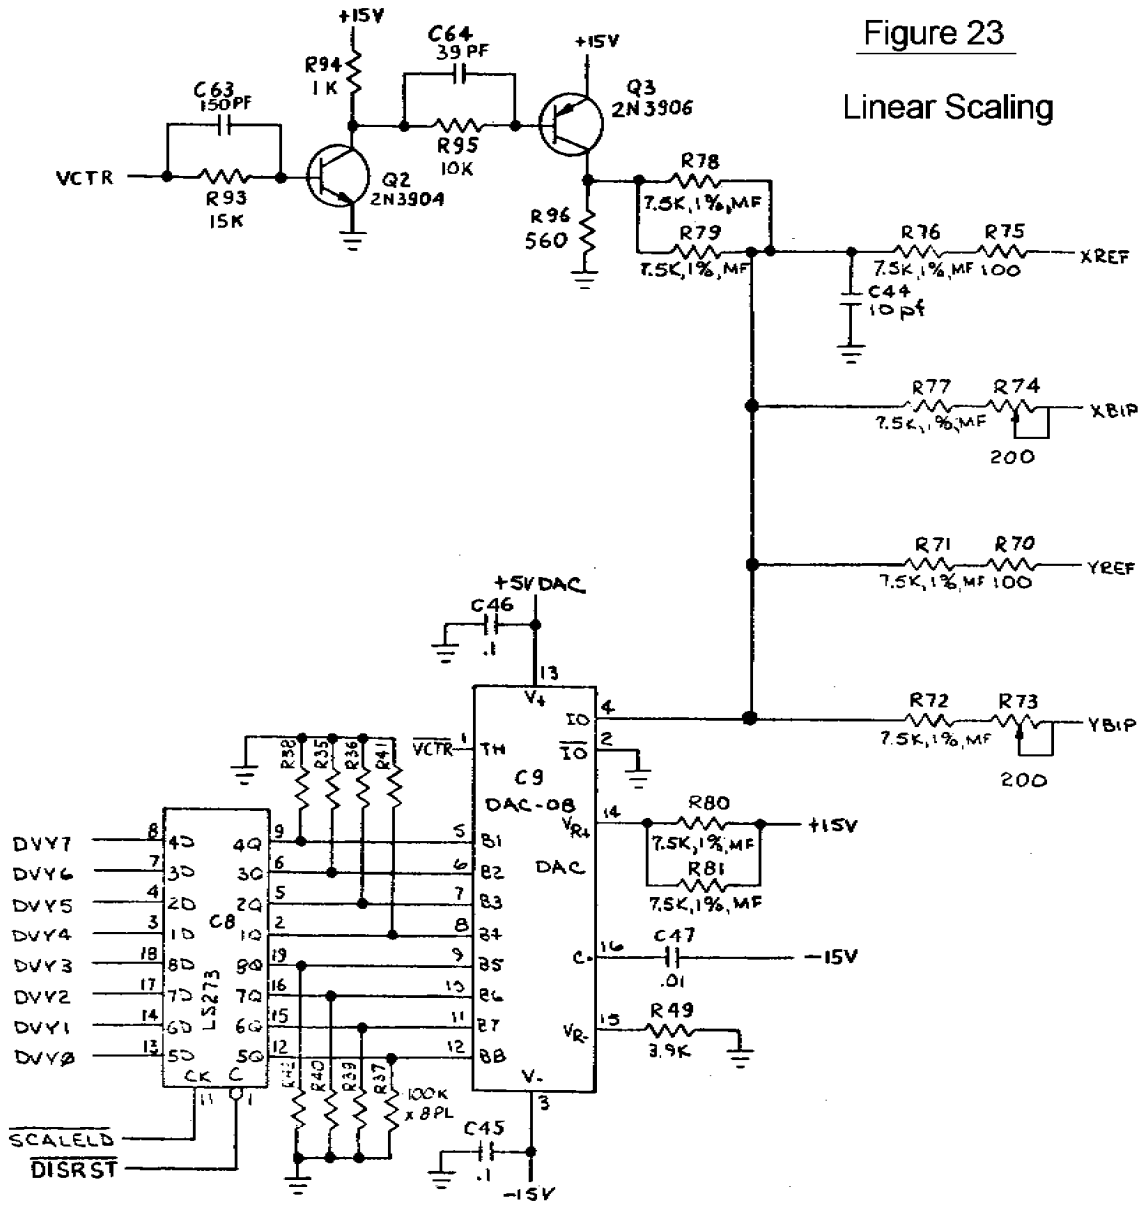 Figure 23
Linear Scaling
+15V
R94
1K
C64
39 PF
+15V
Q3
2N3906
C63
150PF
R95
10K
VCTR
R93
15K
Q2
2N3904
R78
7.5K, 1%, MF
R96
560
R79
7.5K, 1%, MF
R76
7.5K, 1%, MF
R75
100
XREF
C44
10 pf
R77
7.5K, 1%, MF
R74
200
XBIP
R71
7.5K, 1%, MF
R70
100
YREF
+5V DAC
C46
.1
13
V+
R72
7.5K, 1%, MF
R73
200
YBIP
IO
4
VCTR
1
TH
IO
2
C9
DAC-08
DAC
R38
R35
R36
R41
VR+
14
R80
7.5K, 1%, MF
+15V
R81
7.5K, 1%, MF
DVY7
8
4D
4Q
9
5
B1
DVY6
7
3D
3Q
6
6
B2
DVY5
4
2D
2Q
5
7
B3
DVY4
3
1D
C8
1Q
2
8
B4
DVY3
18
8D
8Q
19
9
B5
C.
16
C47
.01
-15V
DVY2
17
7D
LS273
7Q
16
B6
DVY1
14
6D
6Q
15
11
B7
VR-
15
R49
3.9K
DVY0
13
5D
5Q
12
12
B8
CK
C
11
1
R40
R39
R37
100K
x 8 PL
V-
3
SCALELD
DISRST
C45
.1
-15V